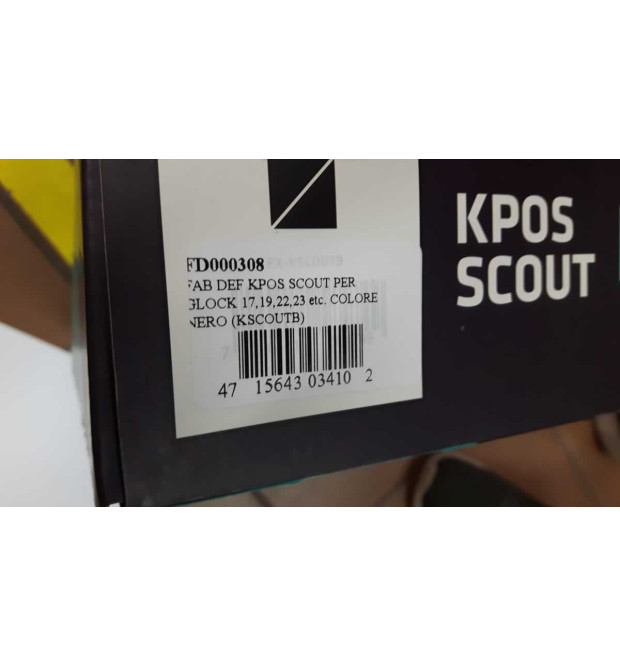 FD000308
FAB DEF KPOS SCOUT PER
GLOCK 17,19,22,23 etc. COLORE
NERO (KSCOUTB)
47 15643 03410 2
KPOS
SCOUT